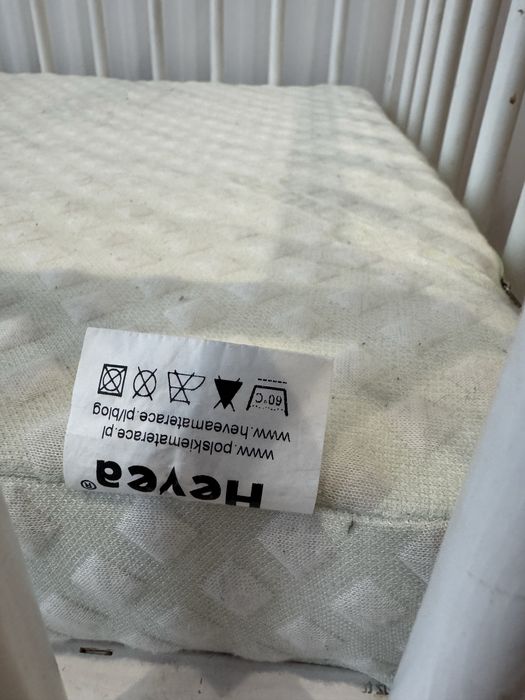 Hevea®
www.polskiematerace.pl
www.heveamaterace.pl/blog
60°C